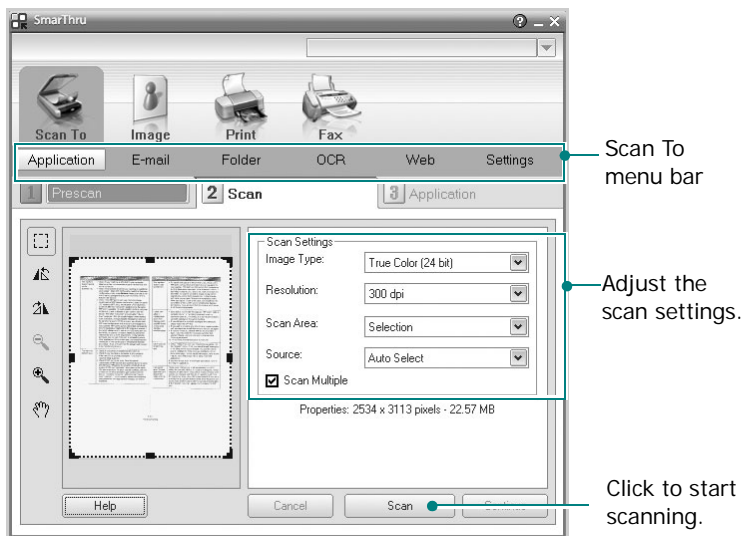 SmarThru
Scan To Image Print Fax
Application E-mail Folder OCR Web Settings
Scan To
menu bar
1 Prescan 2 Scan 3 Application
Scan Settings
Image Type: True Color (24 bit)
Resolution: 300 dpi
Scan Area: Selection
Source: Auto Select
Scan Multiple
Adjust the
scan settings.
Properties: 2534 x 3113 pixels - 22.57 MB
Help Cancel Scan
Click to start
scanning.